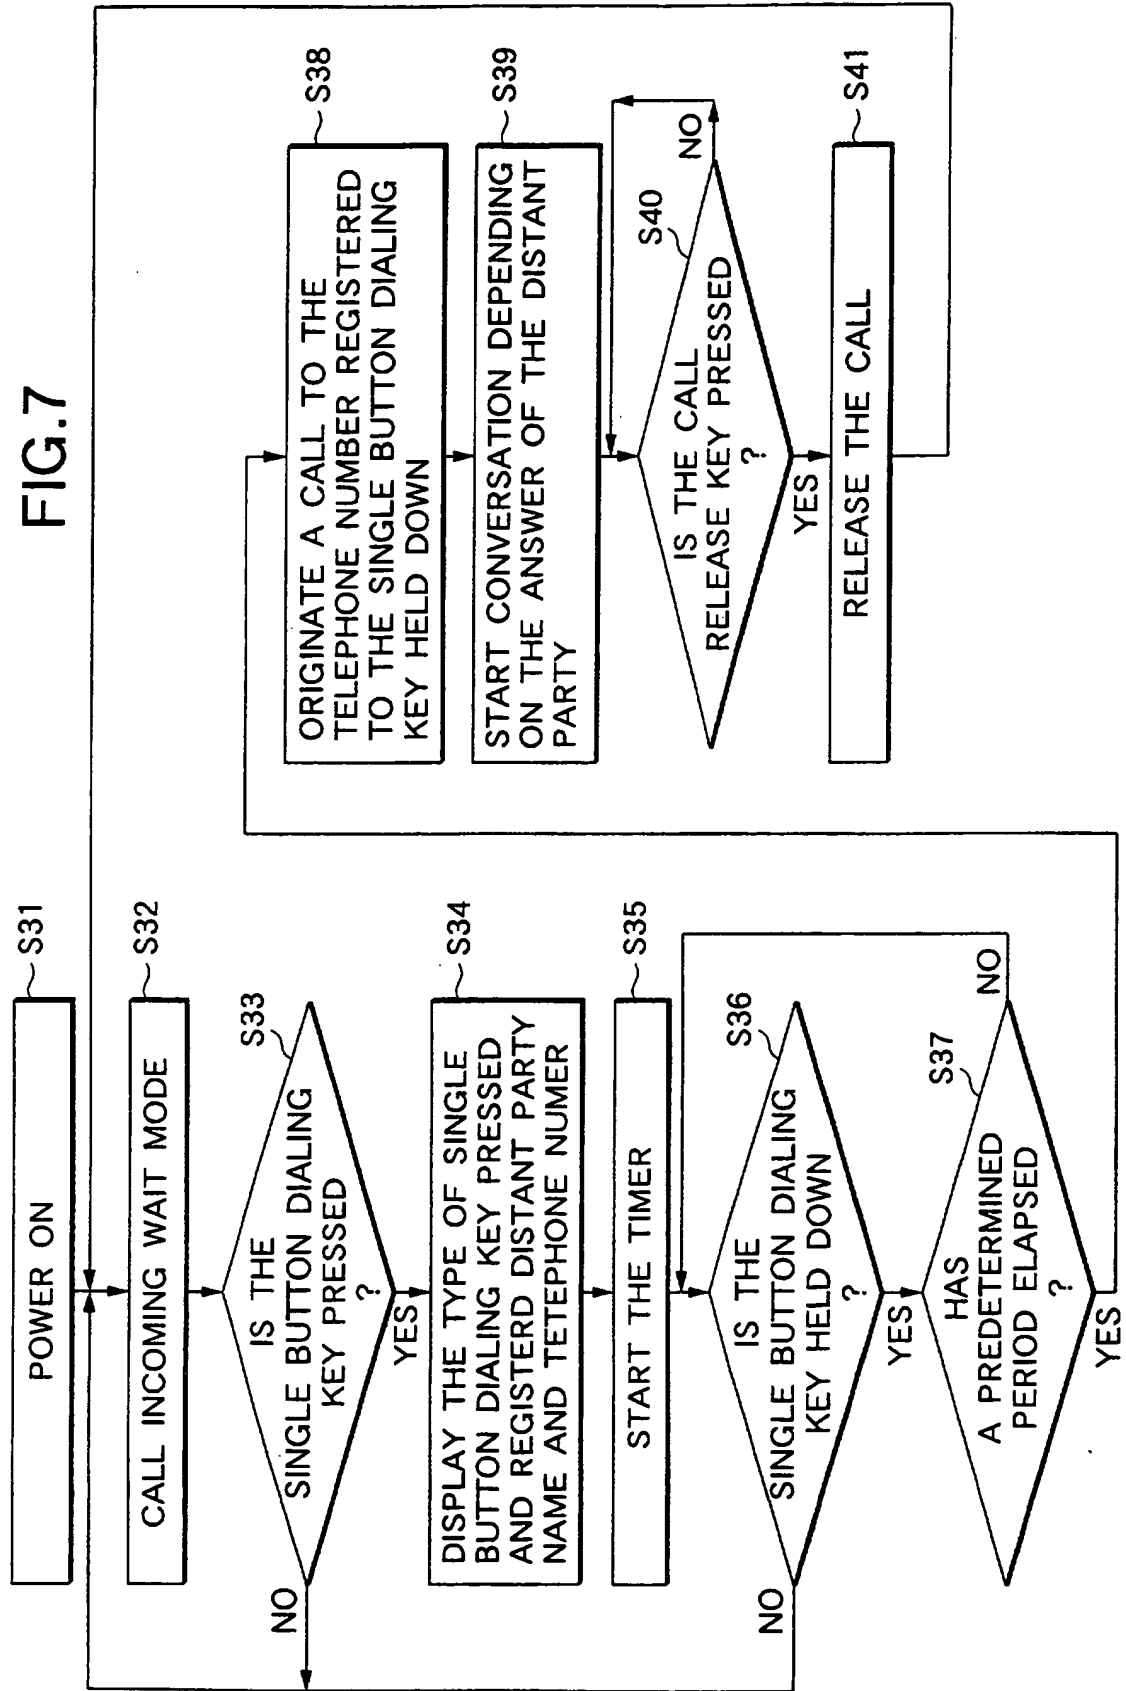 FIG.7
POWER ON
S31
CALL INCOMING WAIT MODE
S32
IS THE
SINGLE BUTTON DIALING
KEY PRESSED
?
S33
NO
YES
DISPLAY THE TYPE OF SINGLE
BUTTON DIALING KEY PRESSED
AND REGISTERD DISTANT PARTY
NAME AND TETEPHONE NUMER
S34
START THE TIMER
S35
IS THE
SINGLE BUTTON DIALING
KEY HELD DOWN
?
S36
NO
YES
HAS
A PREDETERMINED
PERIOD ELAPSED
?
S37
NO
YES
ORIGINATE A CALL TO THE
TELEPHONE NUMBER REGISTERED
TO THE SINGLE BUTTON DIALING
KEY HELD DOWN
S38
START CONVERSATION DEPENDING
ON THE ANSWER OF THE DISTANT
PARTY
S39
IS THE CALL
RELEASE KEY PRESSED
?
S40
NO
YES
RELEASE THE CALL
S41